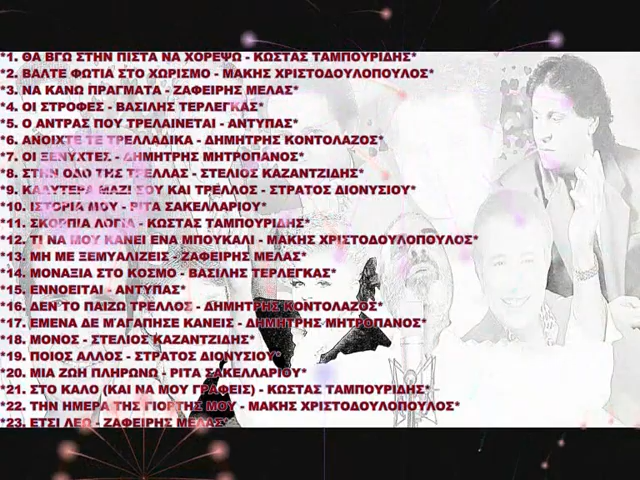 *1. ΘΑ ΒΓΩ ΣΤΗΝ ΠΙΣΤΑ ΝΑ ΧΟΡΕΨΩ - ΚΩΣΤΑΣ ΤΑΜΠΟΥΡΙΔΗΣ*
*2. ΒΑΛΤΕ ΦΩΤΙΑ ΣΤΟ ΧΩΡΙΣΜΟ - ΜΑΚΗΣ ΧΡΙΣΤΟΔΟΥΛΟΠΟΥΛΟΣ*
*3. ΝΑ ΚΑΝΩ ΠΡΑΓΜΑΤΑ - ΖΑΦΕΙΡΗΣ ΜΕΛΑΣ*
*4. ΟΙ ΣΤΡΟΦΕΣ - ΒΑΣΙΛΗΣ ΤΕΡΛΕΓΚΑΣ*
*5. Ο ΑΝΤΡΑΣ ΠΟΥ ΤΡΕΛΑΙΝΕΤΑΙ - ΑΝΤΥΠΑΣ*
*6. ΑΝΟΙΧΤΕ ΤΕ ΤΡΕΛΛΑΔΙΚΑ - ΔΗΜΗΤΡΗΣ ΚΟΝΤΟΛΑΖΟΣ*
*7. ΟΙ ΞΕΝΥΧΤΕΣ - ΔΗΜΗΤΡΗΣ ΜΗΤΡΟΠΑΝΟΣ*
*8. ΣΤΗΝ ΟΔΟ ΤΗΣ ΤΡΕΛΛΑΣ - ΣΤΕΛΙΟΣ ΚΑΖΑΝΤΖΙΔΗΣ*
*9. ΚΑΛΥΤΕΡΑ ΜΑΖΙ ΣΟΥ ΚΑΙ ΤΡΕΛΛΟΣ - ΣΤΡΑΤΟΣ ΔΙΟΝΥΣΙΟΥ*
*10. ΙΣΤΟΡΙΑ ΜΟΥ - ΡΙΤΑ ΣΑΚΕΛΛΑΡΙΟΥ*
*11. ΣΚΟΡΠΙΑ ΛΟΓΙΑ - ΚΩΣΤΑΣ ΤΑΜΠΟΥΡΙΔΗΣ*
*12. ΤΙ ΝΑ ΜΟΥ ΚΑΝΕΙ ΕΝΑ ΜΠΟΥΚΑΛΙ - ΜΑΚΗΣ ΧΡΙΣΤΟΔΟΥΛΟΠΟΥΛΟΣ*
*13. ΜΗ ΜΕ ΞΕΜΥΑΛΙΖΕΙΣ - ΖΑΦΕΙΡΗΣ ΜΕΛΑΣ*
*14. ΜΟΝΑΞΙΑ ΣΤΟ ΚΟΣΜΟ - ΒΑΣΙΛΗΣ ΤΕΡΛΕΓΚΑΣ*
*15. ΕΝΝΟΕΙΤΑΙ - ΑΝΤΥΠΑΣ*
*16. ΔΕΝ ΤΟ ΠΑΙΖΩ ΤΡΕΛΛΟΣ - ΔΗΜΗΤΡΗΣ ΚΟΝΤΟΛΑΖΟΣ*
*17. ΕΜΕΝΑ ΔΕ Μ'ΑΓΑΠΗΣΕ ΚΑΝΕΙΣ - ΔΗΜΗΤΡΗΣ ΜΗΤΡΟΠΑΝΟΣ*
*18. ΜΟΝΟΣ - ΣΤΕΛΙΟΣ ΚΑΖΑΝΤΖΙΔΗΣ*
*19. ΠΟΙΟΣ ΑΛΛΟΣ - ΣΤΡΑΤΟΣ ΔΙΟΝΥΣΙΟΥ*
*20. ΜΙΑ ΖΩΗ ΠΛΗΡΩΝΩ - ΡΙΤΑ ΣΑΚΕΛΛΑΡΙΟΥ*
*21. ΣΤΟ ΚΑΛΟ (ΚΑΙ ΝΑ ΜΟΥ ΓΡΑΦΕΙΣ) - ΚΩΣΤΑΣ ΤΑΜΠΟΥΡΙΔΗΣ*
*22. ΤΗΝ ΗΜΕΡΑ ΤΗΣ ΓΙΟΡΤΗΣ ΜΟΥ - ΜΑΚΗΣ ΧΡΙΣΤΟΔΟΥΛΟΠΟΥΛΟΣ*
*23. ΕΤΣΙ ΛΕΩ - ΖΑΦΕΙΡΗΣ ΜΕΛΑΣ*